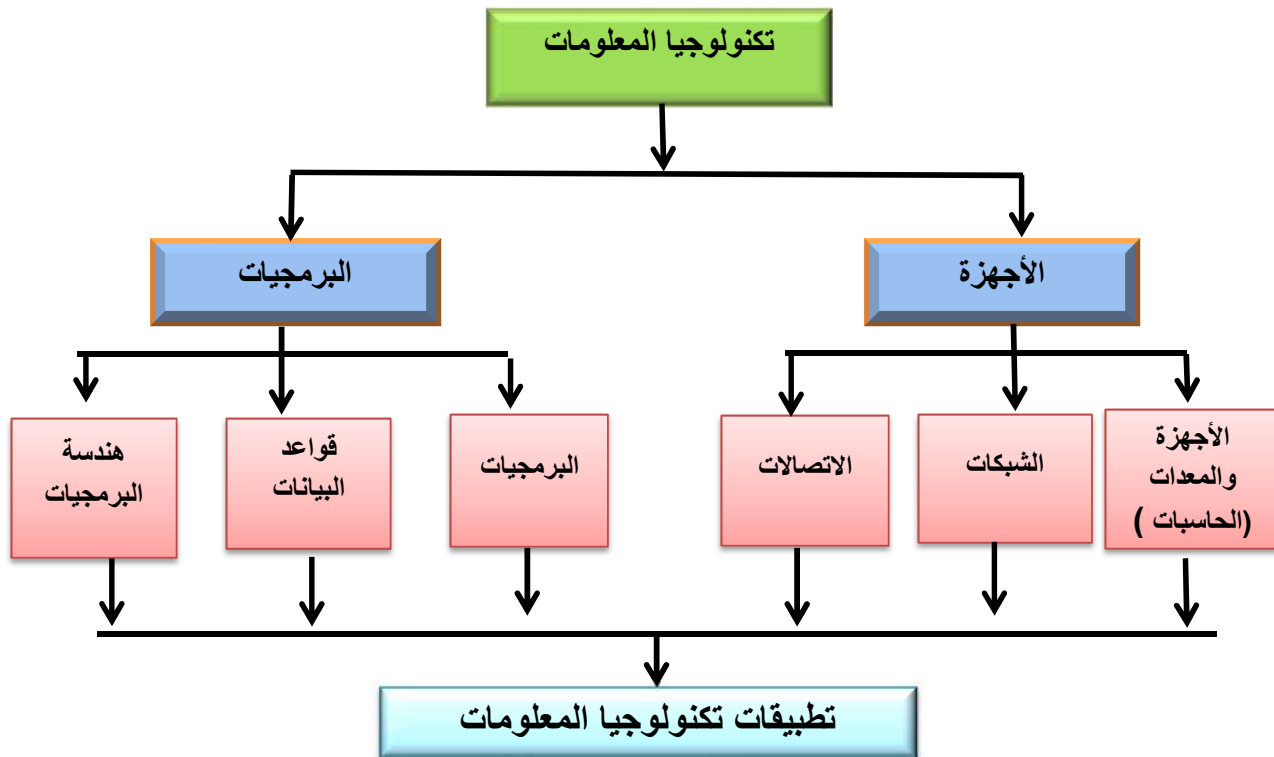 تكنولوجيا المعلومات
الأجهزة
البرمجيات
الأجهزة
والمعدات
(الحاسبات )
الشبكات
الاتصالات
البرمجيات
قواعد
البيانات
هندسة
البرمجيات
تطبيقات تكنولوجيا المعلومات